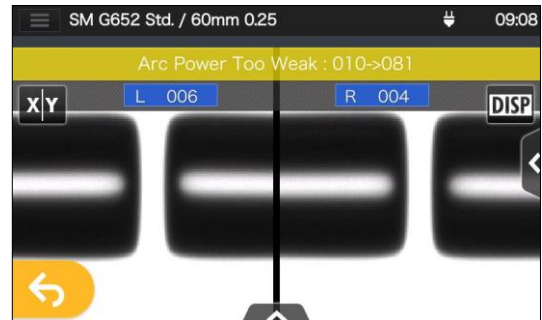 SM G652 Std. / 60mm 0.25 09:08
Arc Power Too Weak : 010->081
X|Y L 006 R 004 DISP